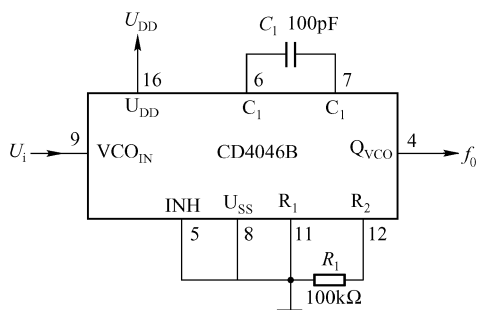 U_DD
C_1 100pF
16
6
7
U_DD
C_1
C_1
U_i
9
VCO_IN
CD4046B
Q_VCO
4
f_0
INH
U_SS
R_1
R_2
5
8
11
12
R_1
100kΩ